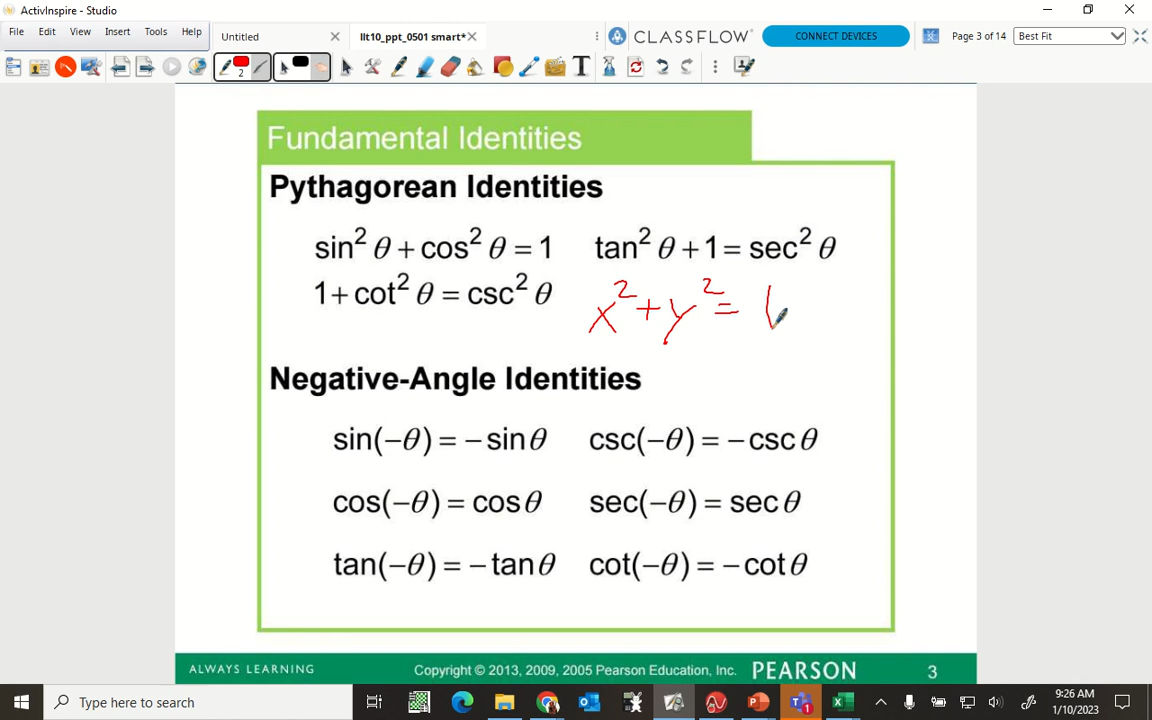 ActivInspire - Studio
File Edit View Insert Tools Help
Untitled
llt10_ppt_0501 smart*
CLASSFLOW
CONNECT DEVICES
Page 3 of 14
Best Fit
2
Fundamental Identities
Pythagorean Identities
sin² θ + cos² θ = 1 tan² θ + 1 = sec² θ
1 + cot² θ = csc² θ
x² + y² =
Negative-Angle Identities
sin(−θ) = − sin θ csc(−θ) = − csc θ
cos(−θ) = cos θ sec(−θ) = sec θ
tan(−θ) = − tan θ cot(−θ) = − cot θ
ALWAYS LEARNING
Copyright © 2013, 2009, 2005 Pearson Education, Inc.
PEARSON
3
Type here to search
9:26 AM
1/10/2023